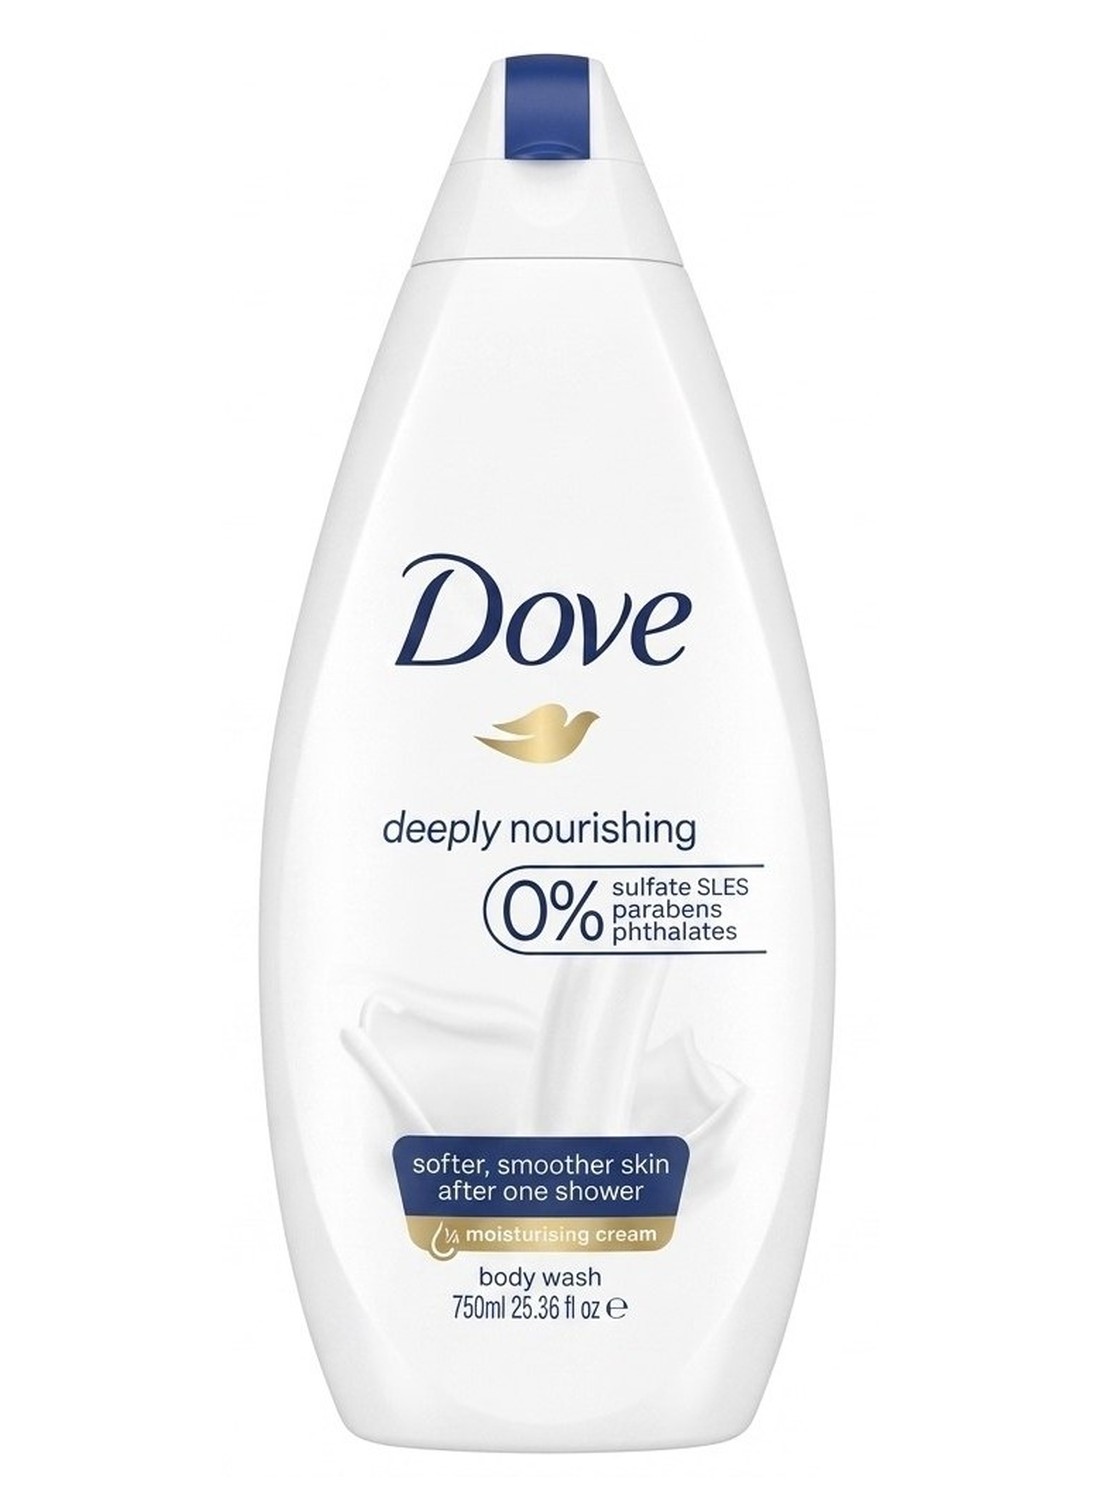 Dove
deeply nourishing
0% sulfate SLES
parabens
phthalates
softer, smoother skin
after one shower
¼ moisturising cream
body wash
750ml 25.36 fl oz ℮